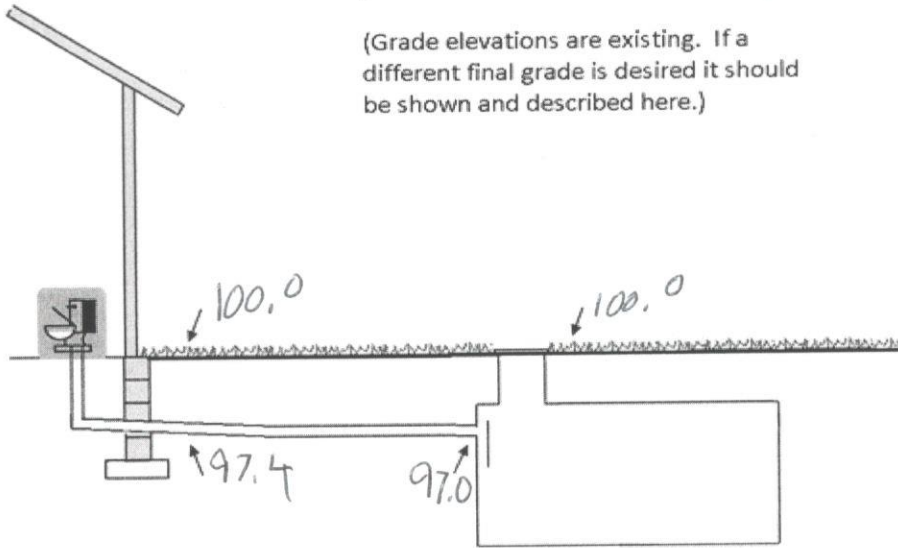 (Grade elevations are existing. If a
different final grade is desired it should
be shown and described here.)
100.0
100.0
97.4
97.0